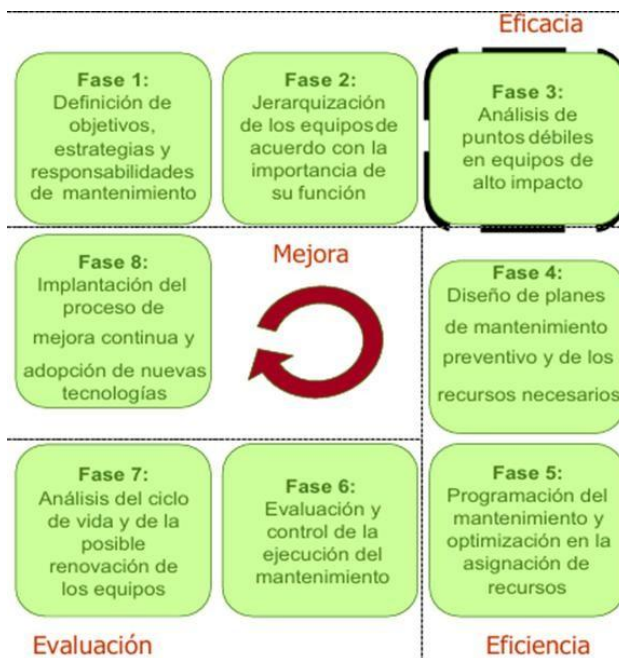 Eficacia
Fase 1:
Definición de
objetivos,
estrategias y
responsabilidades
de mantenimiento
Fase 2:
Jerarquización
de los equipos de
acuerdo con la
importancia de
su función
Fase 3:
Análisis de
puntos débiles
en equipos de
alto impacto
Fase 8:
Implantación del
proceso de
mejora continua y
adopción de nuevas
tecnologías
Mejora
Fase 4:
Diseño de planes
de mantenimiento
preventivo y de los
recursos necesarios
Fase 7:
Análisis del ciclo
de vida y de la
posible
renovación de
los equipos
Fase 6:
Evaluación y
control de la
ejecución del
mantenimiento
Fase 5:
Programación del
mantenimiento y
optimización en la
asignación de
recursos
Evaluación
Eficiencia